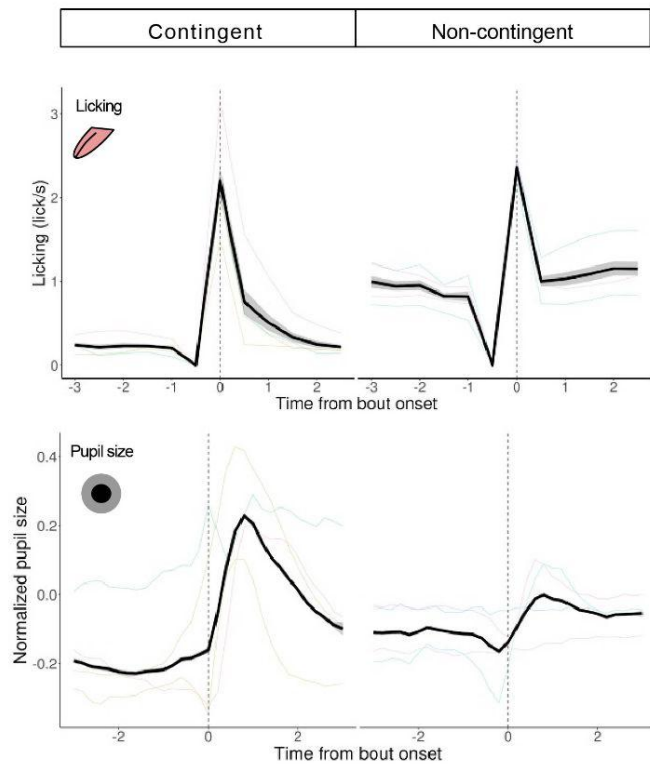 Contingent Non-contingent
Licking
3
2
1
0
Licking (lick/s)
-3 -2 -1 0 1 2 -3 -2 -1 0 1 2
Time from bout onset
Pupil size
0.4
0.2
0.0
-0.2
Normalized pupil size
-2 0 2 -2 0 2
Time from bout onset